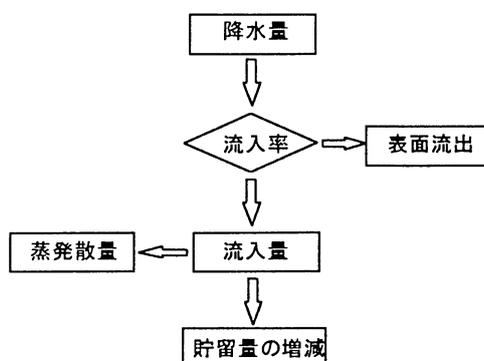 降水量
流入率
表面流出
蒸発散量
流入量
貯留量の増減